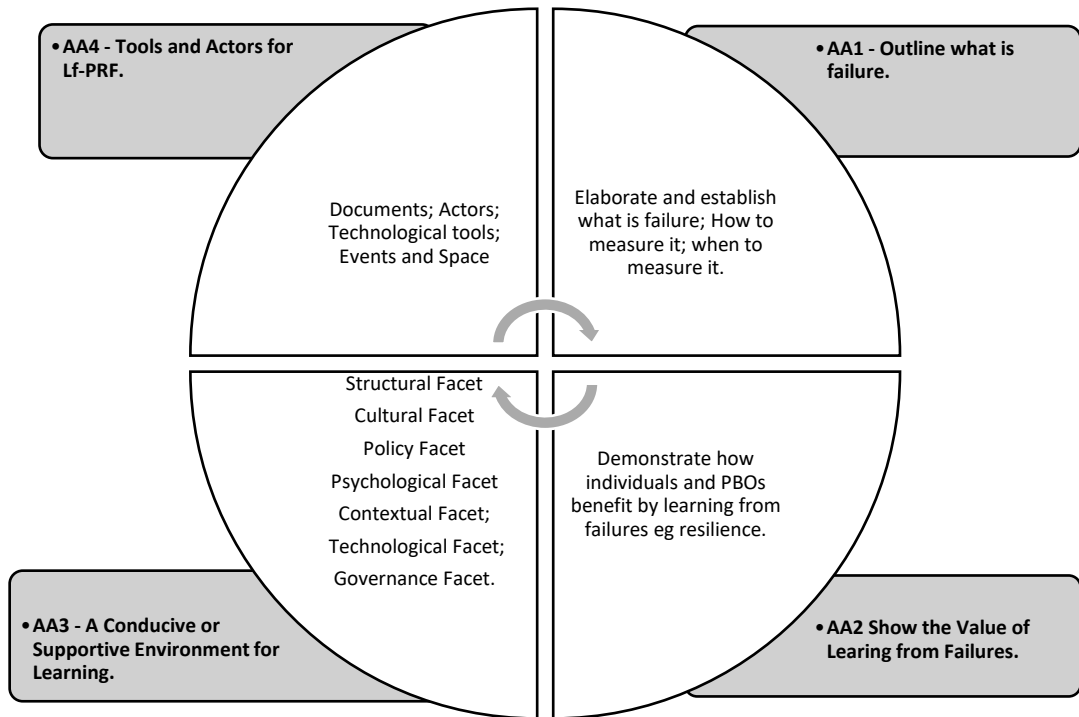 •AA4 - Tools and Actors for
Lf-PRF.
•AA1 - Outline what is
failure.
Documents; Actors;
Technological tools;
Events and Space
Elaborate and establish
what is failure; How to
measure it; when to
measure it.
Structural Facet
Cultural Facet
Policy Facet
Psychological Facet
Contextual Facet;
Technological Facet;
Governance Facet.
Demonstrate how
individuals and PBOs
benefit by learning from
failures eg resilience.
•AA3 - A Conducive or
Supportive Environment for
Learning.
•AA2 Show the Value of
Learing from Failures.